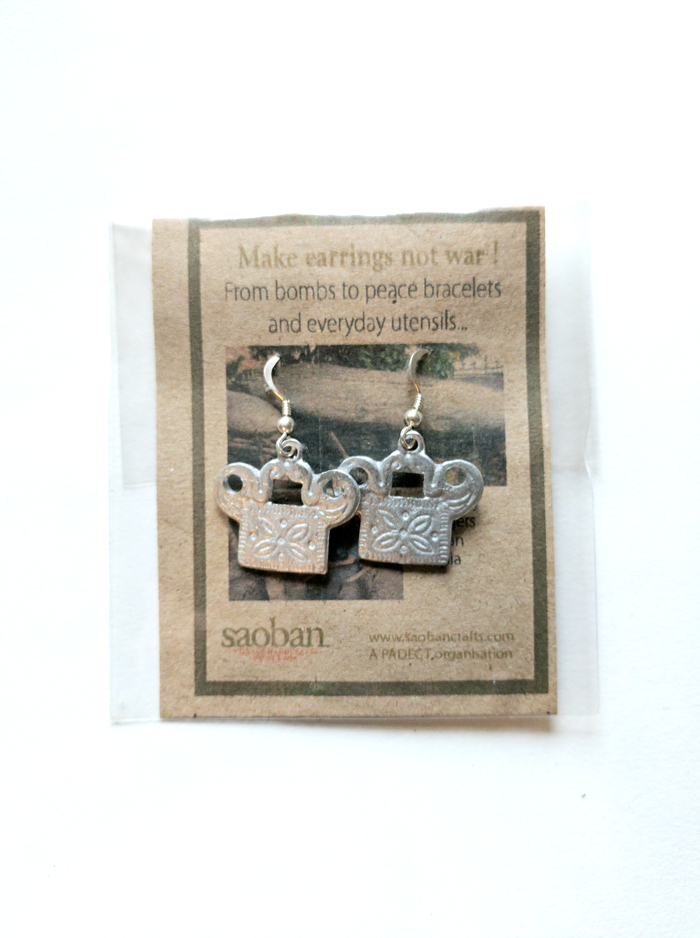 Make earrings not war !
From bombs to peace bracelets
and everyday utensils...
saoban
www.saobancrafts.com
A PADECT organisation